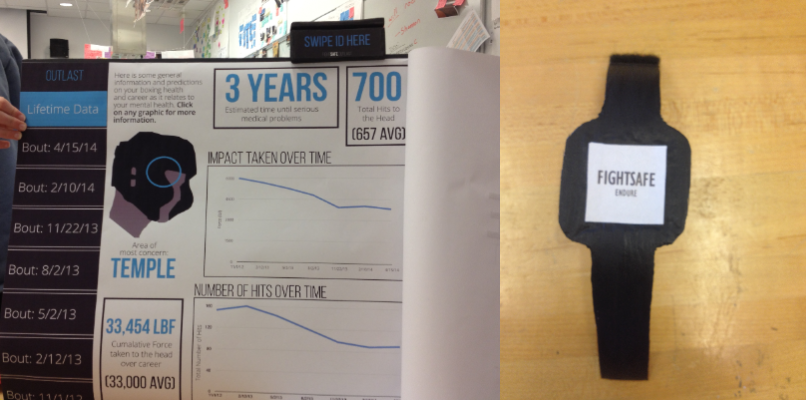 SWIPE ID HERE
OUTLAST
Lifetime Data
Bout: 4/15/14
Bout: 2/10/14
Bout: 11/22/13
Bout: 8/2/13
Bout: 5/2/13
Bout: 2/12/13
Bout: 11/1/12
Here is some general
information and predictions
on your boxing health
and career as it relates to
your mental health. Click
on any graphic for more
information.
Area of
most concern:
TEMPLE
33,454 LBF
Cumulative Force
taken to the head
over career
(33,000 AVG)
3 YEARS
Estimated time until serious
medical problems
700
Total Hits to
the Head
(657 AVG)
IMPACT TAKEN OVER TIME
NUMBER OF HITS OVER TIME
Total Number of Hits
FIGHTSAFE
ENDURE